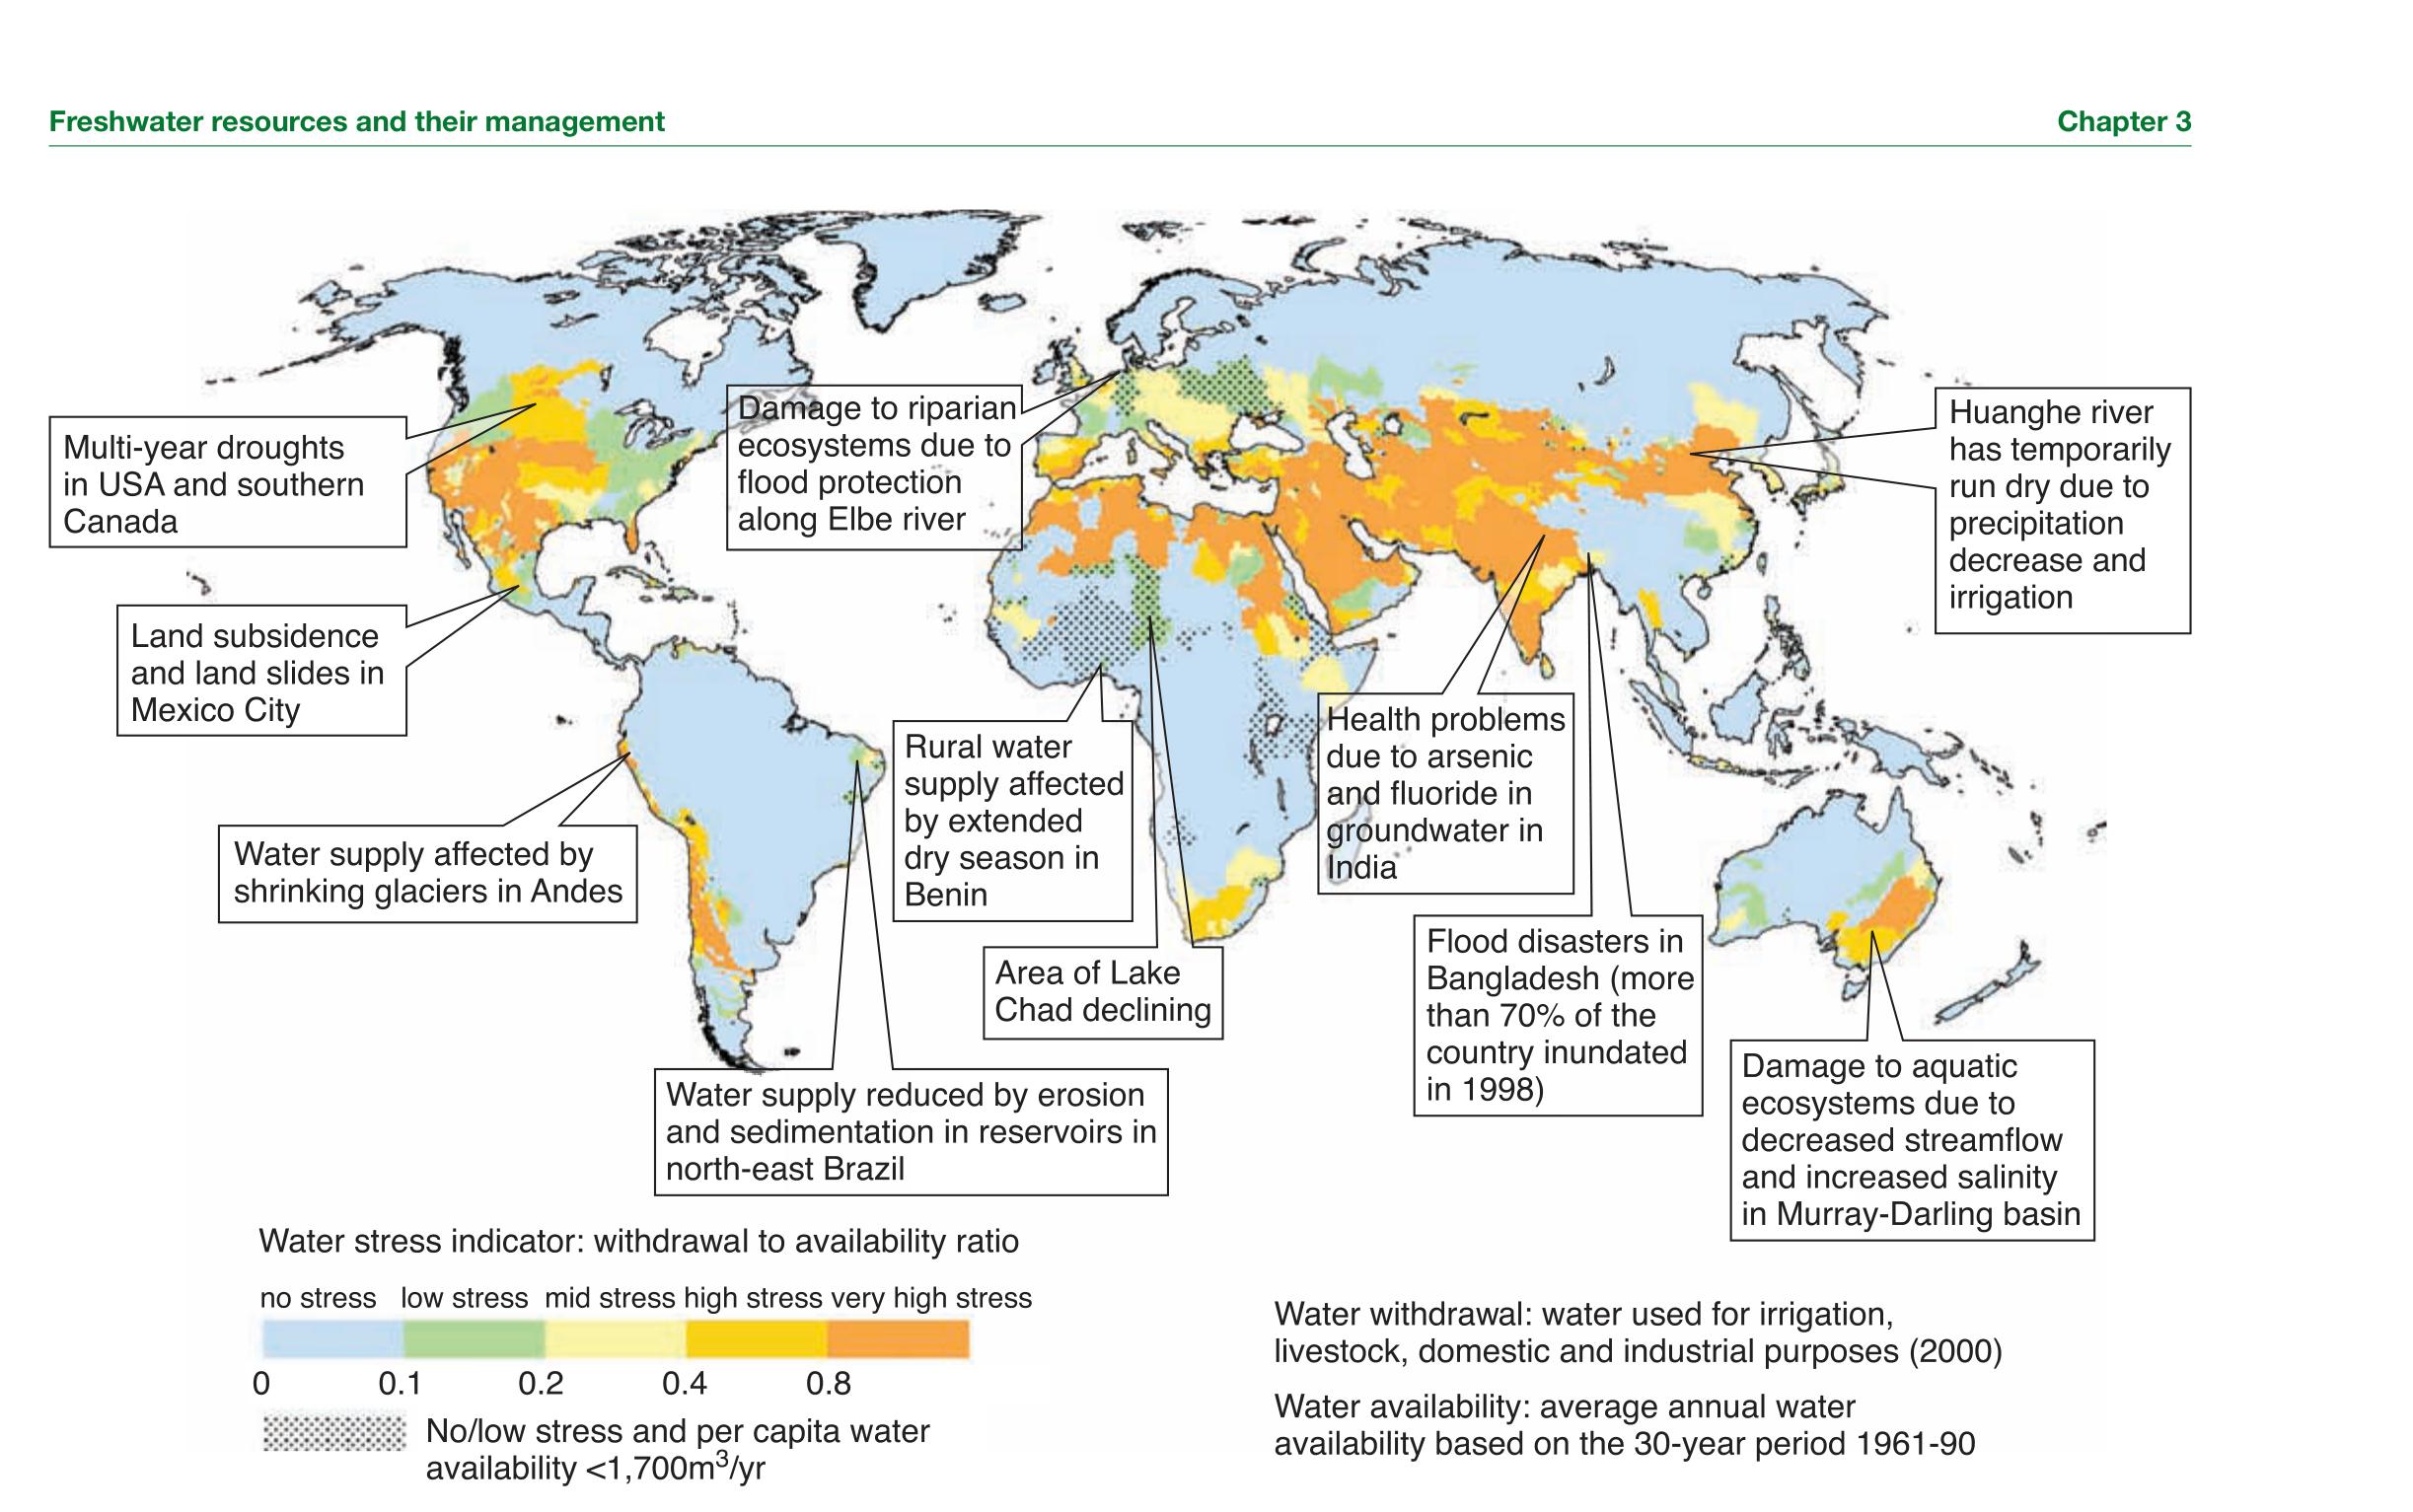 Freshwater resources and their management
Chapter 3
Multi-year droughts
in USA and southern
Canada
Damage to riparian
ecosystems due to
flood protection
along Elbe river
Huanghe river
has temporarily
run dry due to
precipitation
decrease and
irrigation
Land subsidence
and land slides in
Mexico City
Water supply affected by
shrinking glaciers in Andes
Rural water
supply affected
by extended
dry season in
Benin
Health problems
due to arsenic
and fluoride in
groundwater in
India
Area of Lake
Chad declining
Flood disasters in
Bangladesh (more
than 70% of the
country inundated
in 1998)
Water supply reduced by erosion
and sedimentation in reservoirs in
north-east Brazil
Damage to aquatic
ecosystems due to
decreased streamflow
and increased salinity
in Murray-Darling basin
Water stress indicator: withdrawal to availability ratio
no stress low stress mid stress high stress very high stress
0 0.1 0.2 0.4 0.8
No/low stress and per capita water
availability <1,700m³/yr
Water withdrawal: water used for irrigation,
livestock, domestic and industrial purposes (2000)
Water availability: average annual water
availability based on the 30-year period 1961-90